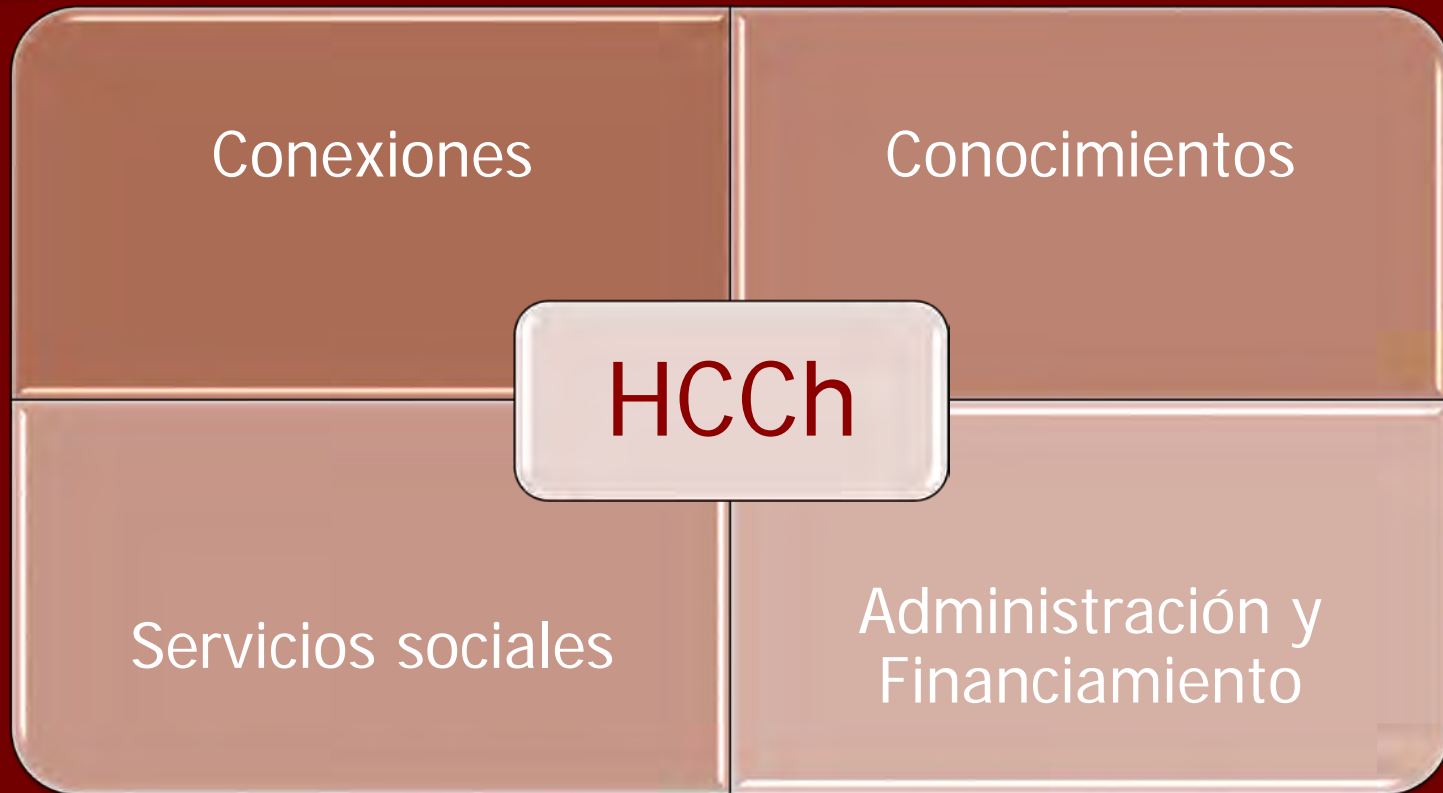 Conexiones
Conocimientos
HCCh
Servicios sociales
Administración y
Financiamiento